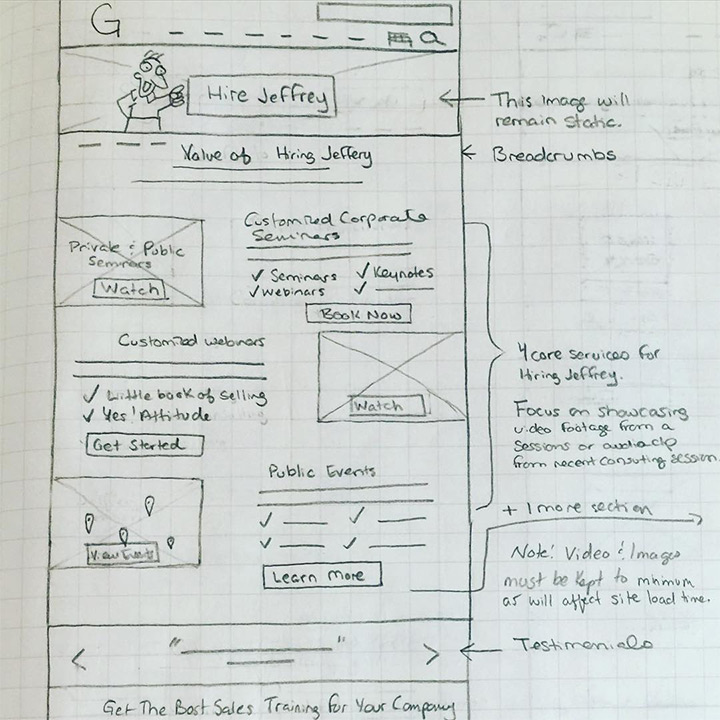 G
Hire Jeffrey
This Image will
remain static.
Value of Hiring Jeffery
Breadcrumbs
Private & Public
Seminars
Watch
Customized Corporate
Seminars
✓ Seminars ✓ Keynotes
✓ Webinars ✓
Book Now
Customized webinars
✓ Little book of selling
✓ Yes! Attitude
Get Started
Watch
4 core services for
Hiring Jeffrey.
Focus on showcasing
video footage from a
sessions or audio clip
from recent consulting session.
Public Events
✓ ✓
✓ ✓
View Events
Learn More
+ 1 more section
Note! Video & Images
must be kept to minimum
as will affect site load time.
< " " >
Testimonials
Get The Best Sales Training For Your Company